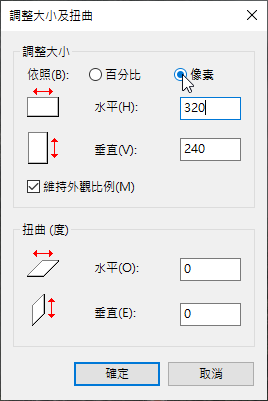 調整大小及扭曲
調整大小
依照(B): 百分比 像素
水平(H): 320
垂直(V): 240
維持外觀比例(M)
扭曲 (度)
水平(O): 0
垂直(E): 0
確定 取消